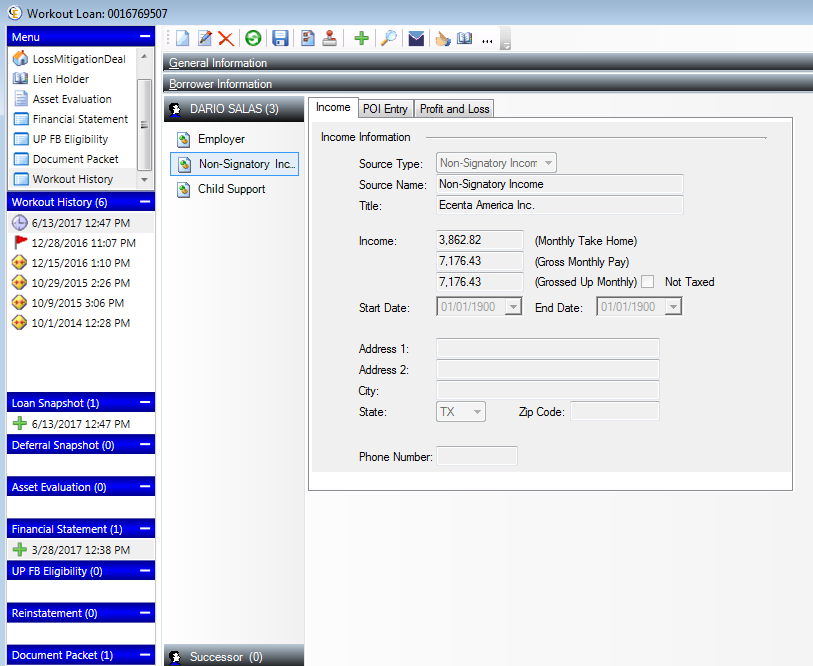 Workout Loan: 0016769507
Menu
LossMitigationDeal
Lien Holder
Asset Evaluation
Financial Statement
UP FB Eligibility
Document Packet
Workout History
Workout History (6)
6/13/2017 12:47 PM
12/28/2016 11:07 PM
12/15/2016 1:10 PM
10/29/2015 2:26 PM
10/9/2015 3:06 PM
10/1/2014 12:28 PM
Loan Snapshot (1)
6/13/2017 12:47 PM
Deferral Snapshot (0)
Asset Evaluation (0)
Financial Statement (1)
3/28/2017 12:38 PM
UP FB Eligibility (0)
Reinstatement (0)
Document Packet (1)
General Information
Borrower Information
DARIO SALAS (3)
Employer
Non-Signatory Inc..
Child Support
Successor (0)
Income POI Entry Profit and Loss
Income Information
Source Type: Non-Signatory Incom
Source Name: Non-Signatory Income
Title: Ecenta America Inc.
Income: 3,862.82 (Monthly Take Home)
7,176.43 (Gross Monthly Pay)
7,176.43 (Grossed Up Monthly) Not Taxed
Start Date: 01/01/1900 End Date: 01/01/1900
Address 1:
Address 2:
City:
State: TX Zip Code:
Phone Number: